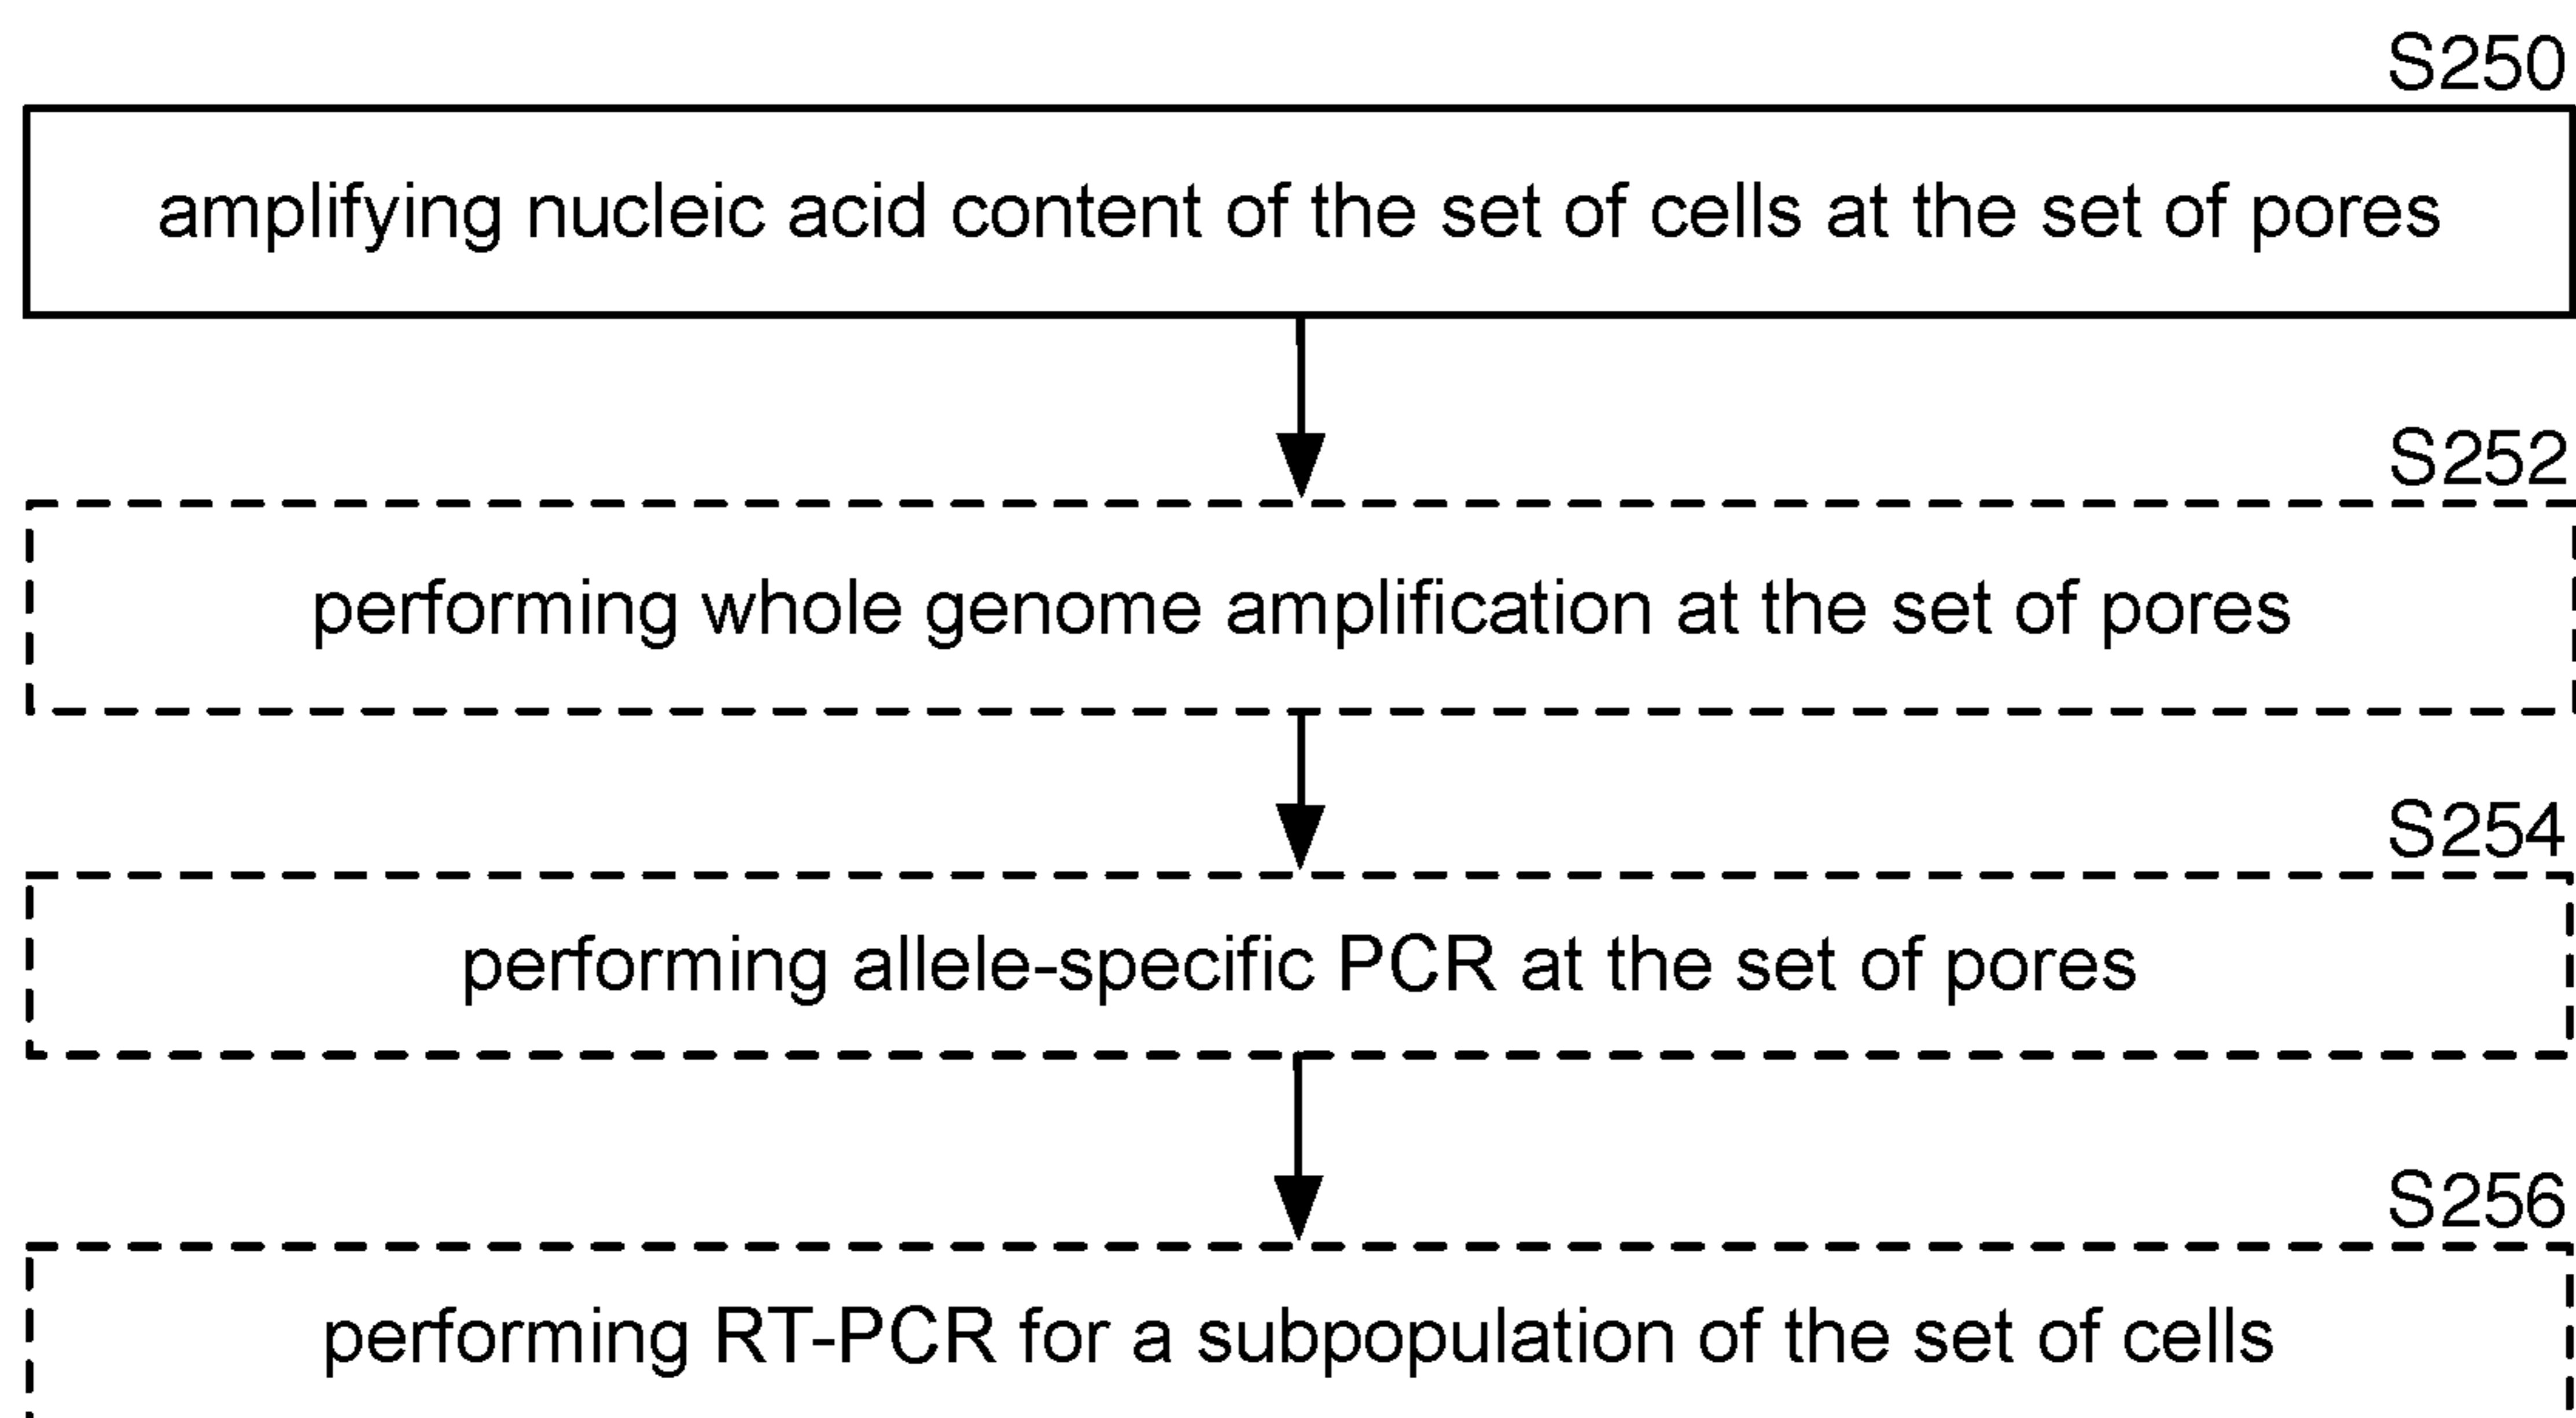 S250
amplifying nucleic acid content of the set of cells at the set of pores
S252
performing whole genome amplification at the set of pores
S254
performing allele-specific PCR at the set of pores
S256
performing RT-PCR for a subpopulation of the set of cells